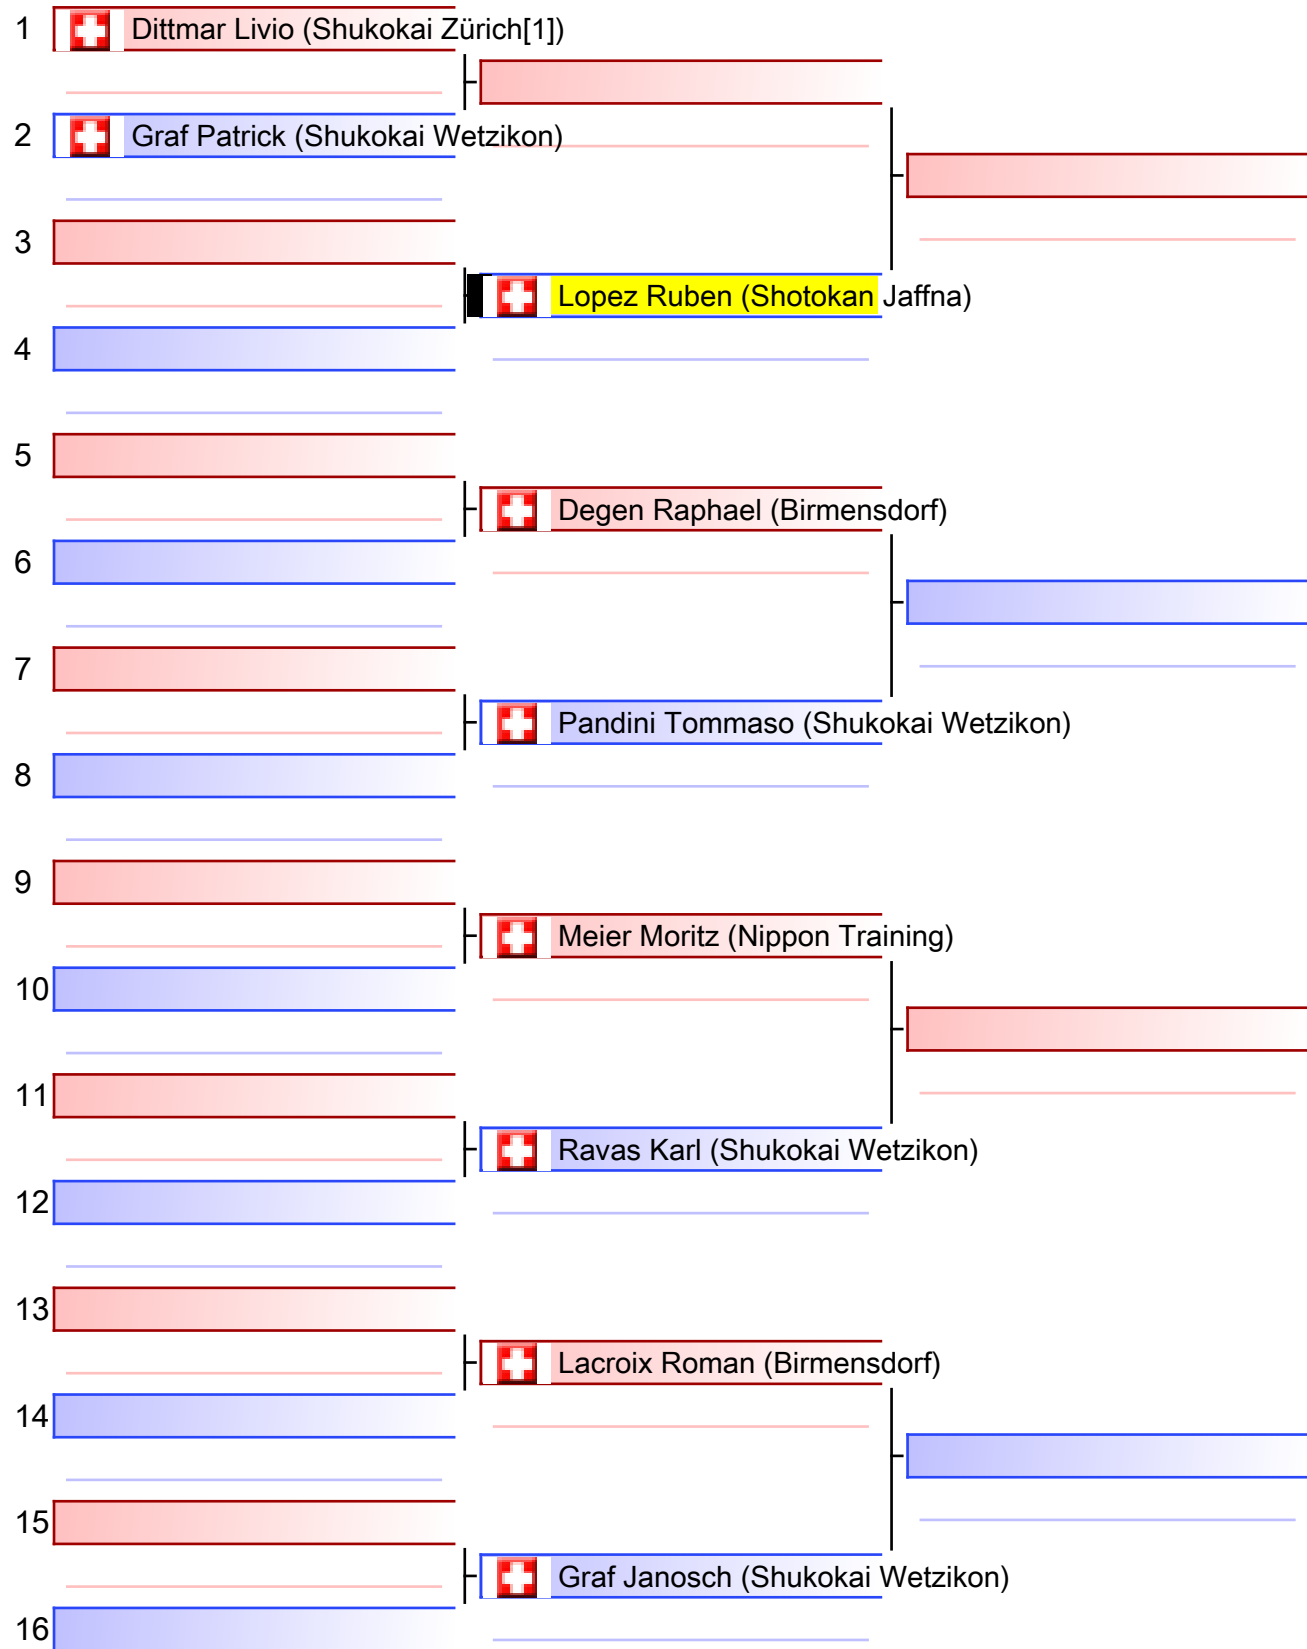 1 Dittmar Livio (Shukokai Zürich[1])
2 Graf Patrick (Shukokai Wetzikon)
3
Lopez Ruben (Shotokan Jaffna)
4
5
Degen Raphael (Birmensdorf)
6
7
Pandini Tommaso (Shukokai Wetzikon)
8
9
Meier Moritz (Nippon Training)
10
11
Ravas Karl (Shukokai Wetzikon)
12
13
Lacroix Roman (Birmensdorf)
14
15
Graf Janosch (Shukokai Wetzikon)
16